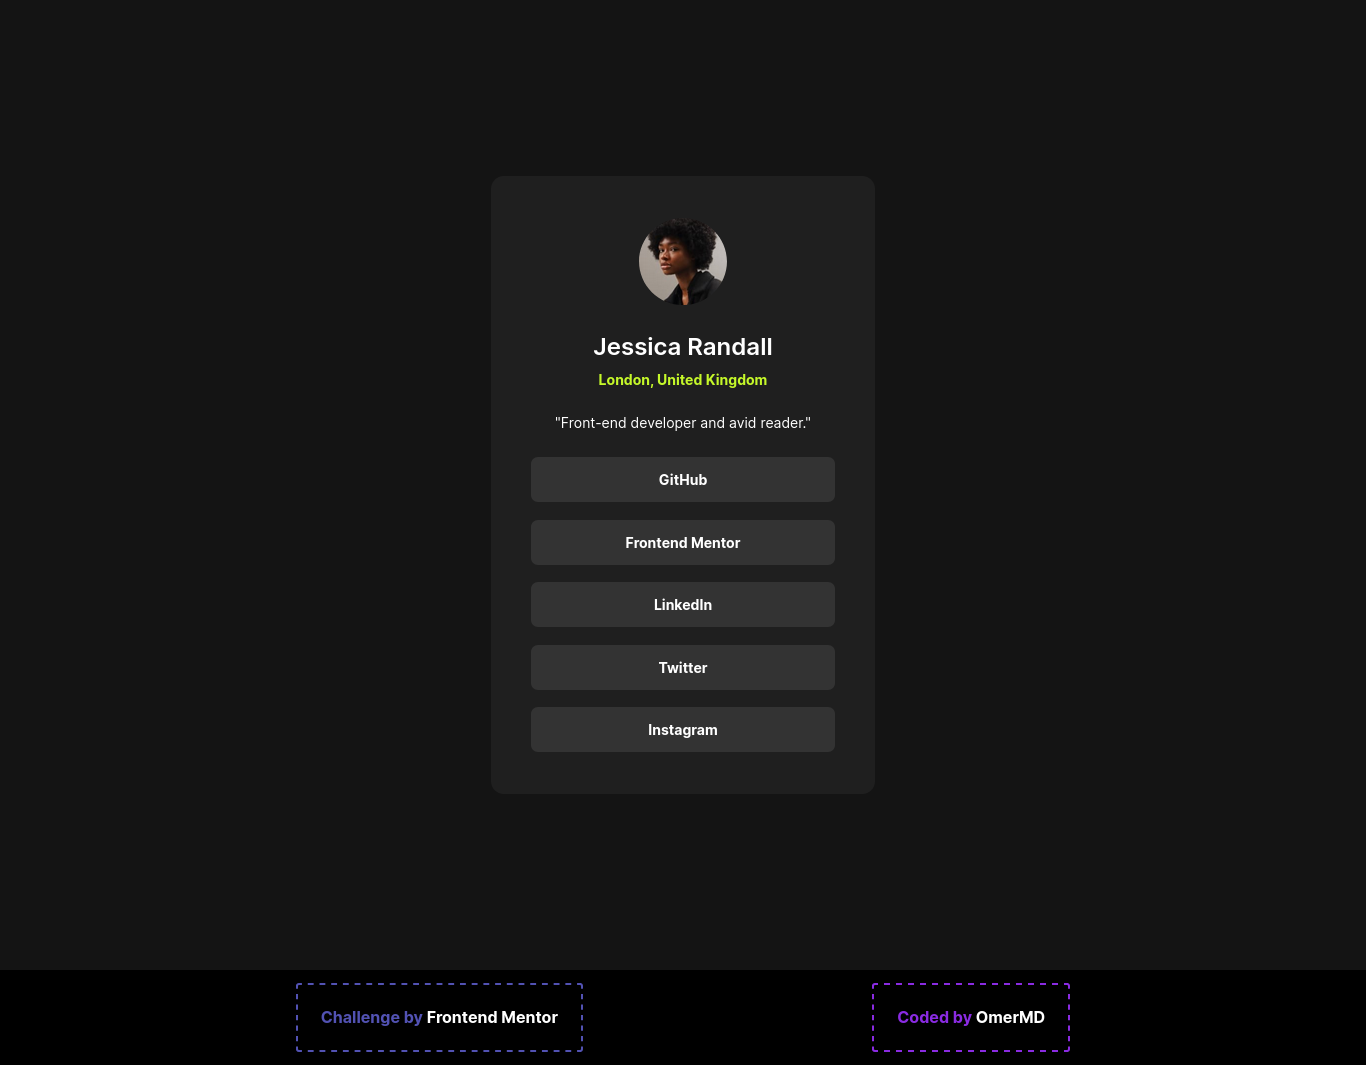 Jessica Randall
London, United Kingdom
"Front-end developer and avid reader."
GitHub
Frontend Mentor
LinkedIn
Twitter
Instagram
Challenge by Frontend Mentor
Coded by OmerMD